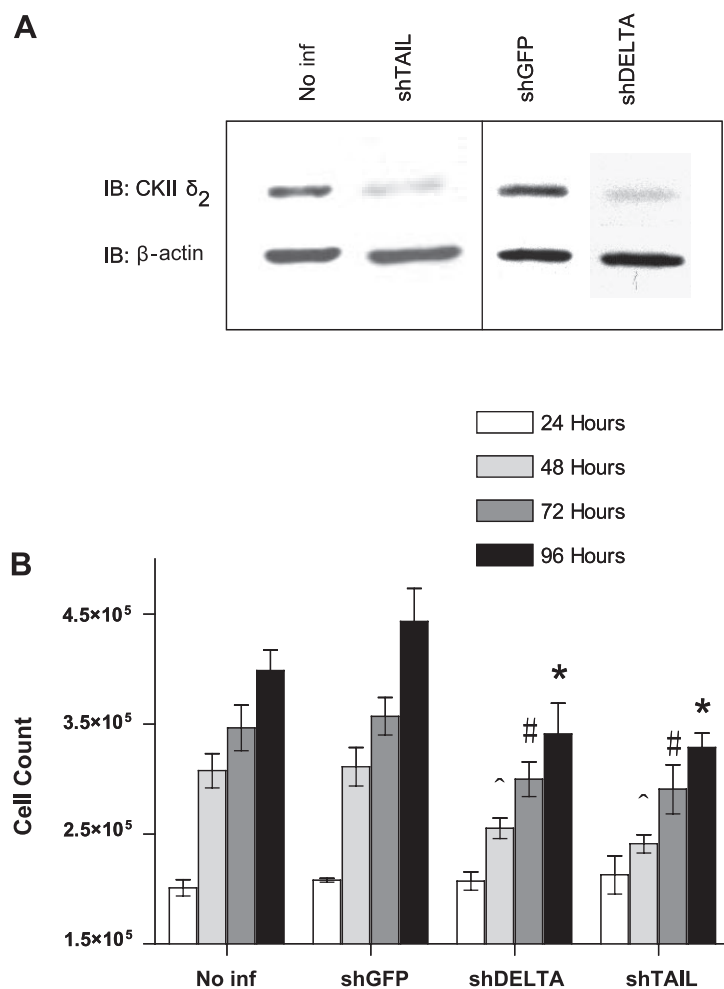 A
No inf
shTAIL
shGFP
shDELTA
IB: CKII δ2
IB: β-actin
24 Hours
48 Hours
72 Hours
96 Hours
B
4.5×10⁵
3.5×10⁵
2.5×10⁵
1.5×10⁵
Cell Count
^ # *
^ # *
No inf shGFP shDELTA shTAIL